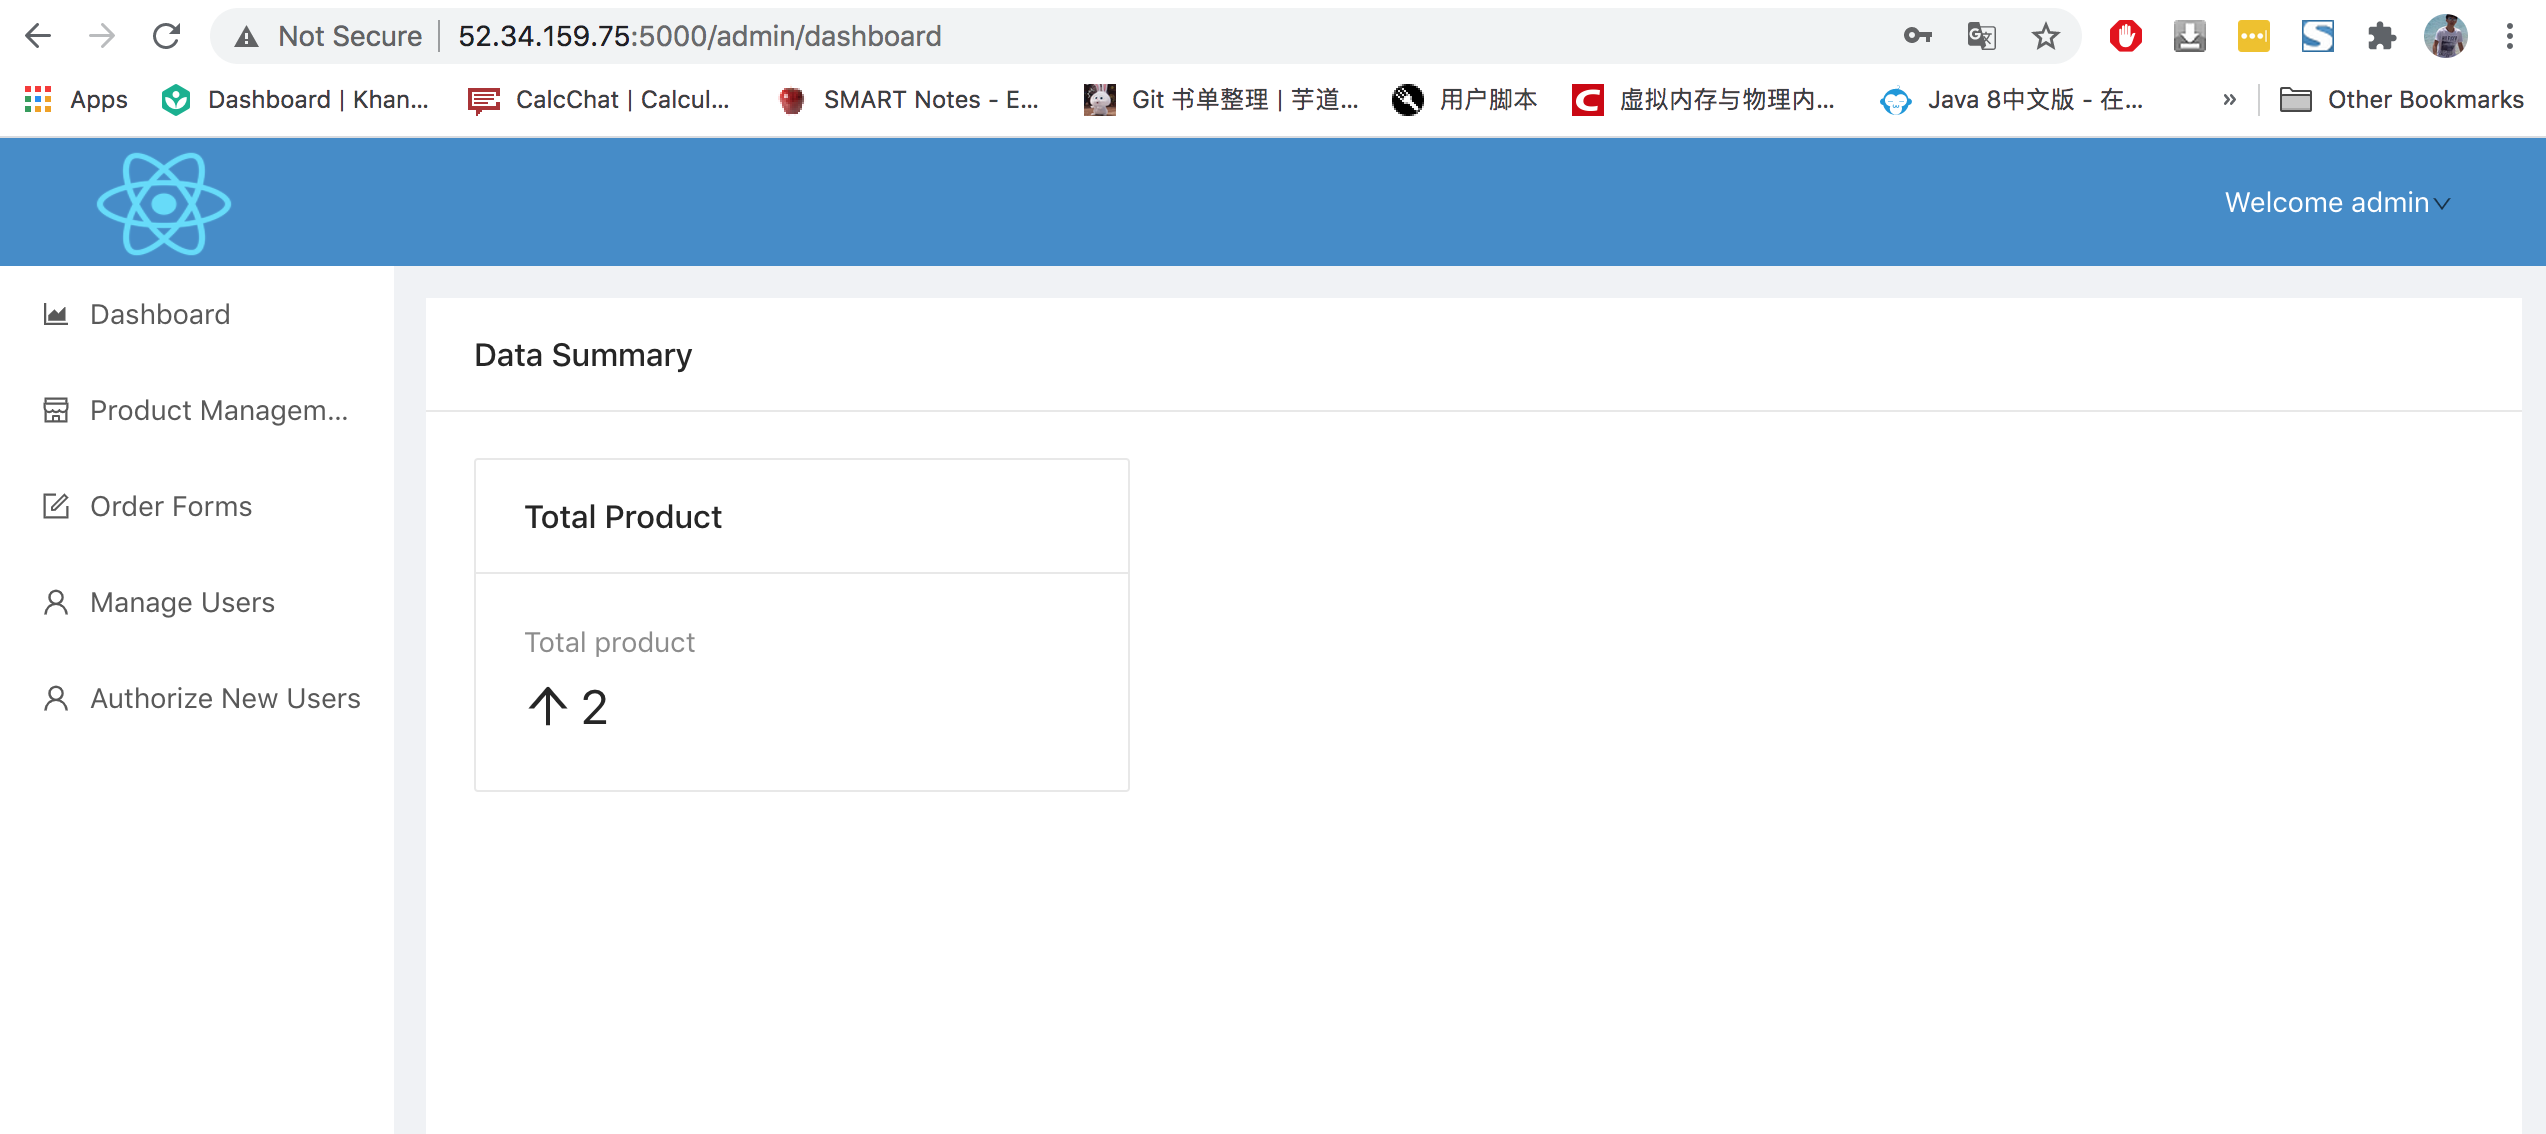 Not Secure | 52.34.159.75:5000/admin/dashboard
Apps Dashboard | Khan... CalcChat | Calcul... SMART Notes - E... Git 书单整理 | 芋道... 用户脚本 虚拟内存与物理内... Java 8中文版 - 在... » Other Bookmarks
Welcome admin
Dashboard
Product Managem...
Order Forms
Manage Users
Authorize New Users
Data Summary
Total Product
Total product
2